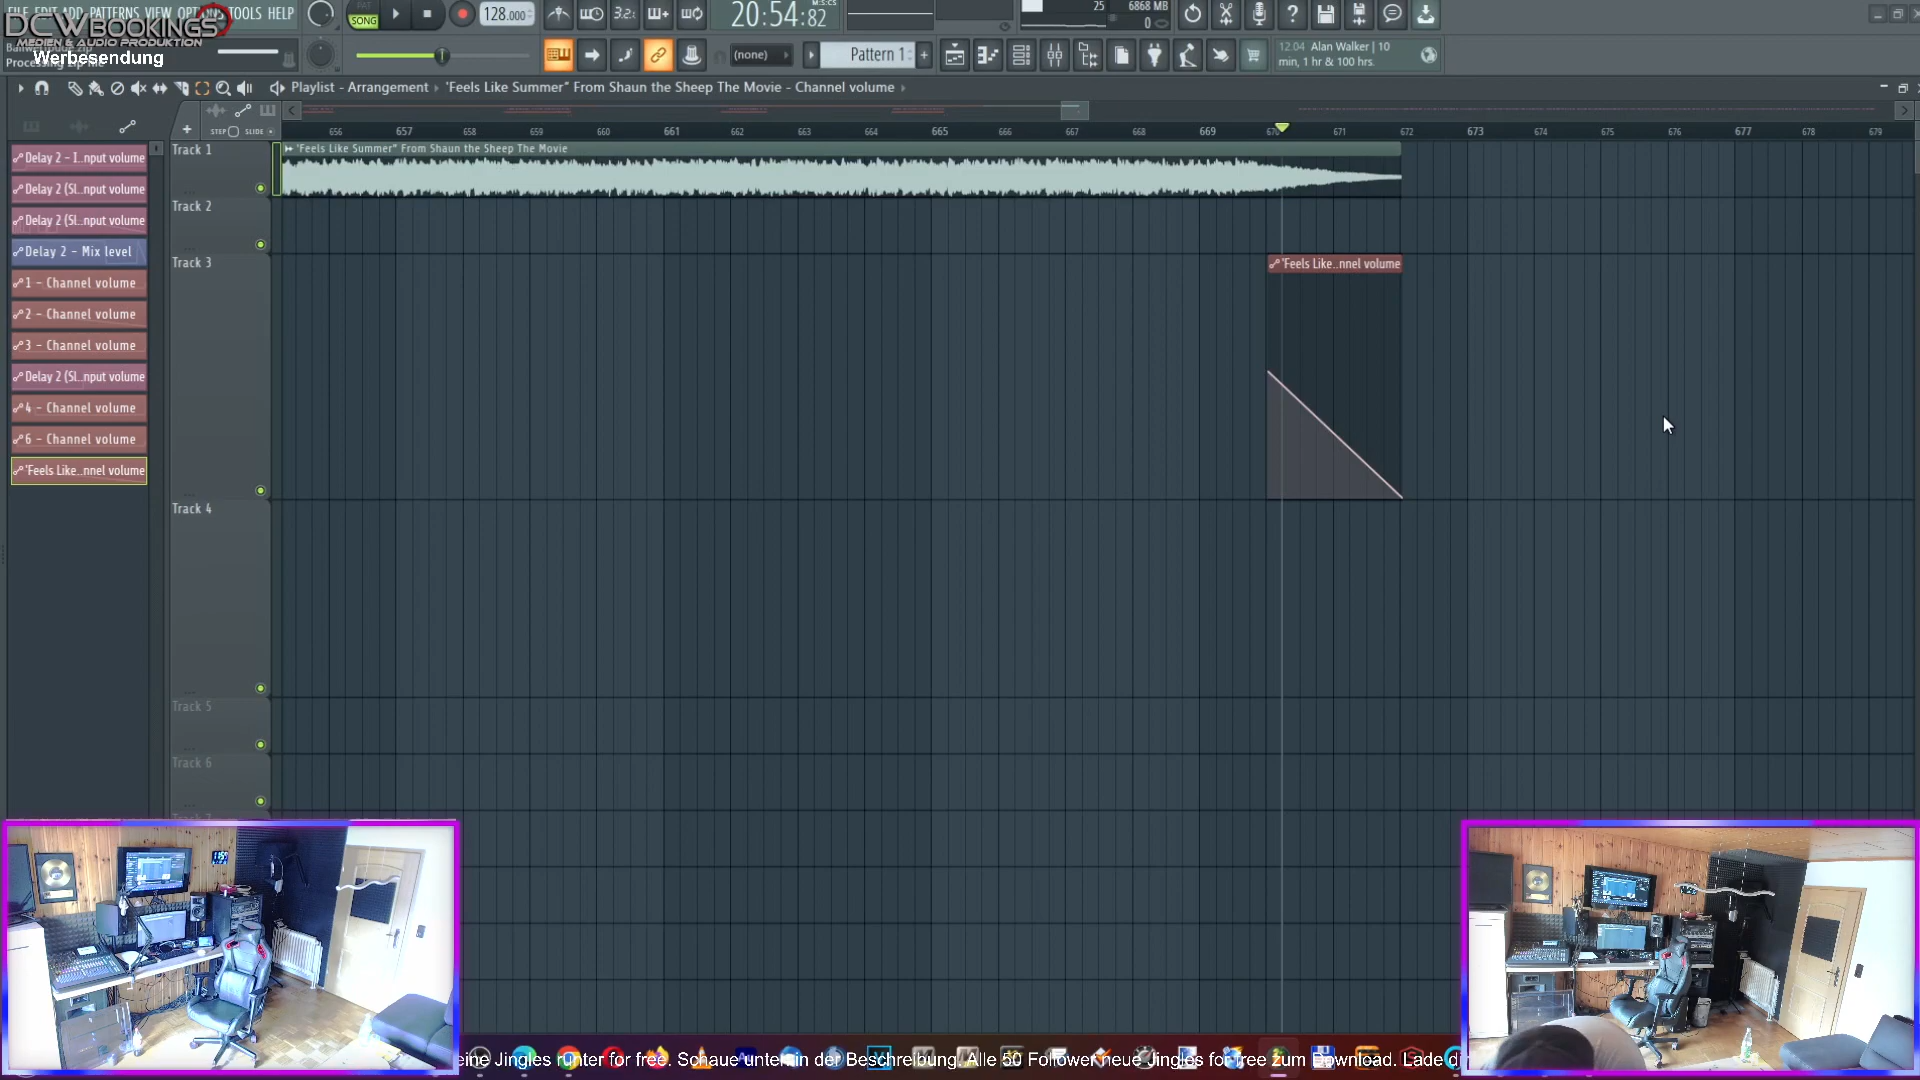 FILE EDIT ADD PATTERNS VIEW OPTIONS TOOLS HELP
DCWBOOKINGS
MEDIEN & AUDIO PRODUKTION
Werbesendung
PAT
SONG
128.000
3.2
20:54:82
M:S:CS
25
6868 MB
0
(none)
Pattern 1
12.04 Alan Walker | 10
min, 1 hr & 100 hrs.
Playlist - Arrangement › 'Feels Like Summer" From Shaun the Sheep The Movie - Channel volume ›
STEP SLIDE
656 657 658 659 660 661 662 663 664 665 666 667 668 669 670 671 672 673 674 675 676 677 678 679
Delay 2 - I..nput volume
Delay 2 (Sl..nput volume
Delay 2 (Sl..nput volume
Delay 2 - Mix level
1 - Channel volume
2 - Channel volume
3 - Channel volume
Delay 2 (Sl..nput volume
4 - Channel volume
6 - Channel volume
'Feels Like..nnel volume
Track 1
'Feels Like Summer" From Shaun the Sheep The Movie
Track 2
Track 3
'Feels Like..nnel volume
Track 4
Track 5
Track 6
eine Jingles runter for free. Schaue unter in der Beschreibung. Alle 50 Follower neue Jingles for free zum Download. Lade di